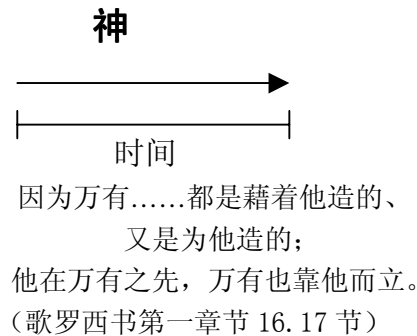 神
时间
因为万有……都是藉着他造的、
又是为他造的；
他在万有之先，万有也靠他而立。
（歌罗西书第一章节 16.17 节）